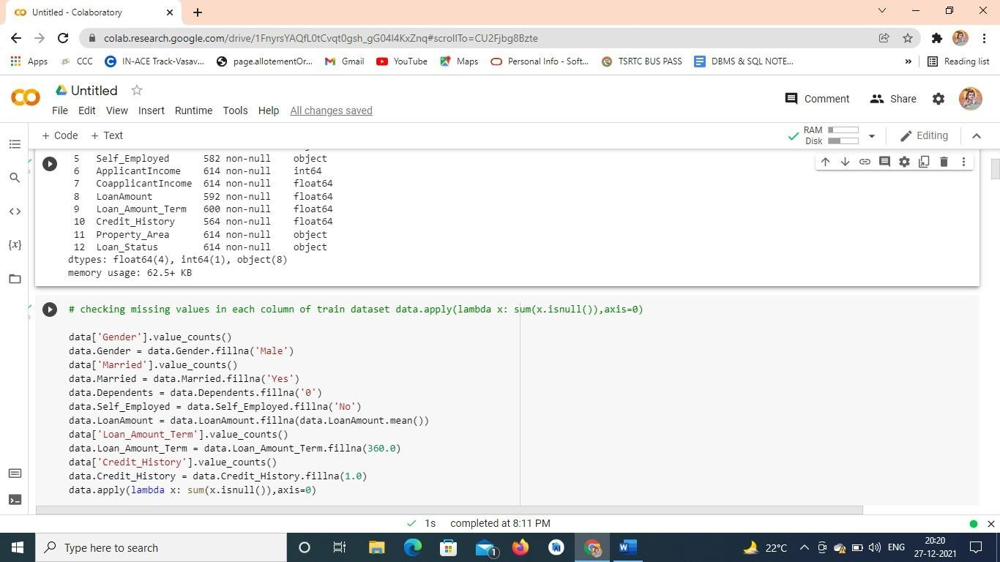 Untitled - Colaboratory
colab.research.google.com/drive/1FnyrsYAQfL0tCvqt0gsh_gG04I4KxZnq#scrollTo=CU2Fjbg8Bzte
Apps CCC IN-ACE Track-Vasav... page.allotementOr... Gmail YouTube Maps Personal Info - Soft... TSRTC BUS PASS DBMS & SQL NOTE... » Reading list
Untitled
Comment Share
File Edit View Insert Runtime Tools Help All changes saved
+ Code + Text RAM Disk Editing
5 Self_Employed 582 non-null object
6 ApplicantIncome 614 non-null int64
7 CoapplicantIncome 614 non-null float64
8 LoanAmount 592 non-null float64
9 Loan_Amount_Term 600 non-null float64
10 Credit_History 564 non-null float64
11 Property_Area 614 non-null object
12 Loan_Status 614 non-null object
dtypes: float64(4), int64(1), object(8)
memory usage: 62.5+ KB
# checking missing values in each column of train dataset data.apply(lambda x: sum(x.isnull()),axis=0)
data['Gender'].value_counts()
data.Gender = data.Gender.fillna('Male')
data['Married'].value_counts()
data.Married = data.Married.fillna('Yes')
data.Dependents = data.Dependents.fillna('0')
data.Self_Employed = data.Self_Employed.fillna('No')
data.LoanAmount = data.LoanAmount.fillna(data.LoanAmount.mean())
data['Loan_Amount_Term'].value_counts()
data.Loan_Amount_Term = data.Loan_Amount_Term.fillna(360.0)
data['Credit_History'].value_counts()
data.Credit_History = data.Credit_History.fillna(1.0)
data.apply(lambda x: sum(x.isnull()),axis=0)
1s completed at 8:11 PM
Type here to search 1 22°C ENG 20:20
27-12-2021